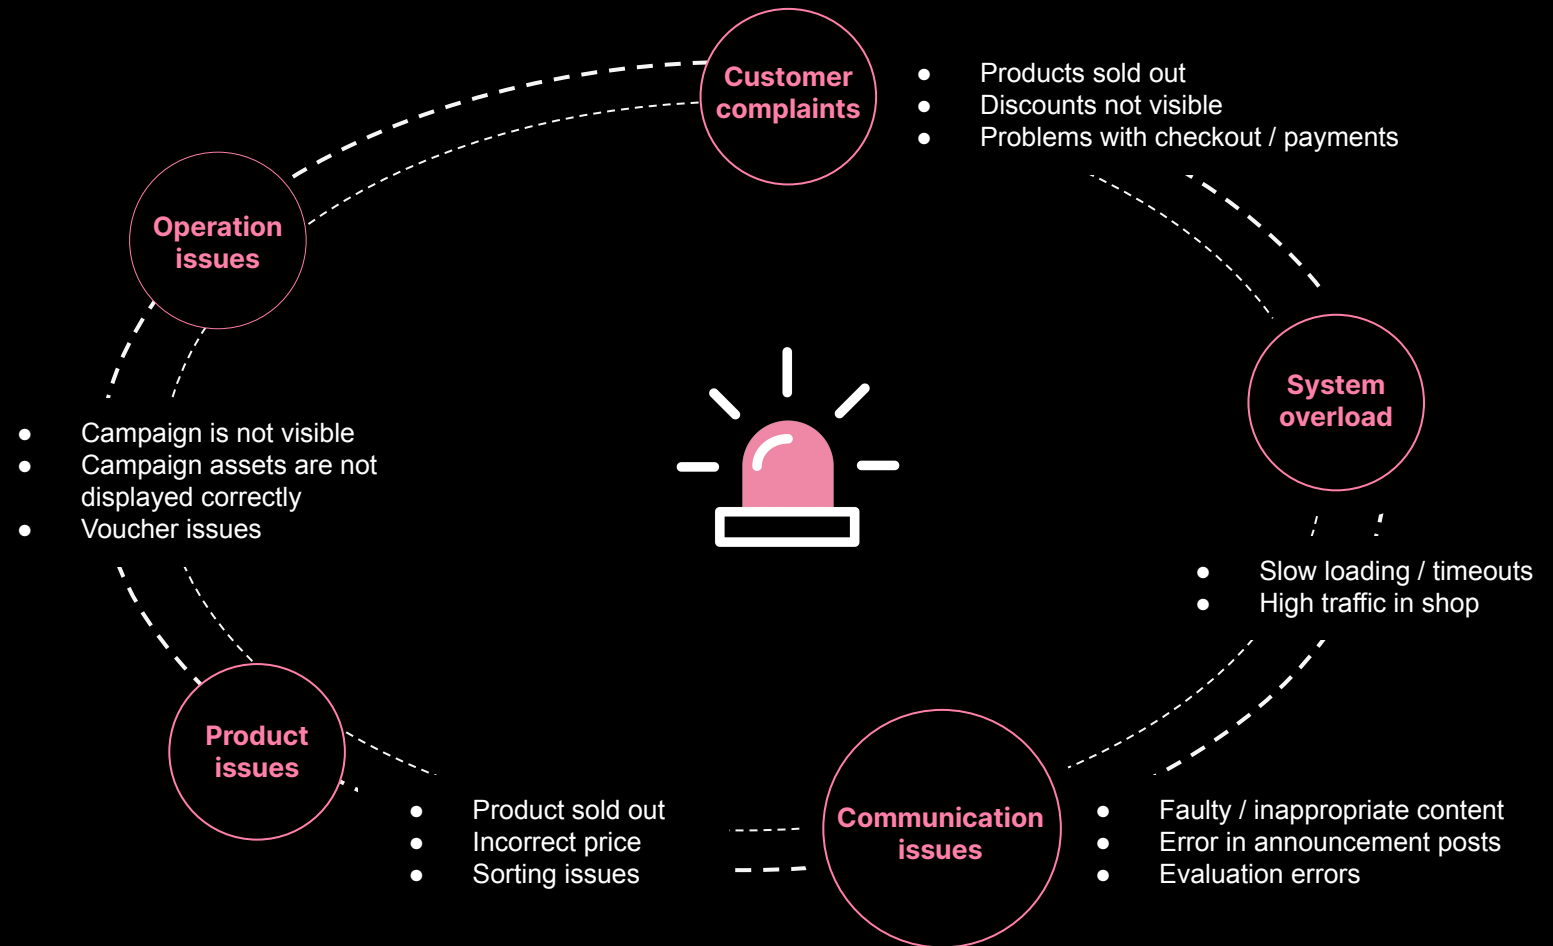 Customer
complaints
● Products sold out
● Discounts not visible
● Problems with checkout / payments
Operation
issues
● Campaign is not visible
● Campaign assets are not
displayed correctly
● Voucher issues
System
overload
● Slow loading / timeouts
● High traffic in shop
Product
issues
● Product sold out
● Incorrect price
● Sorting issues
Communication
issues
● Faulty / inappropriate content
● Error in announcement posts
● Evaluation errors